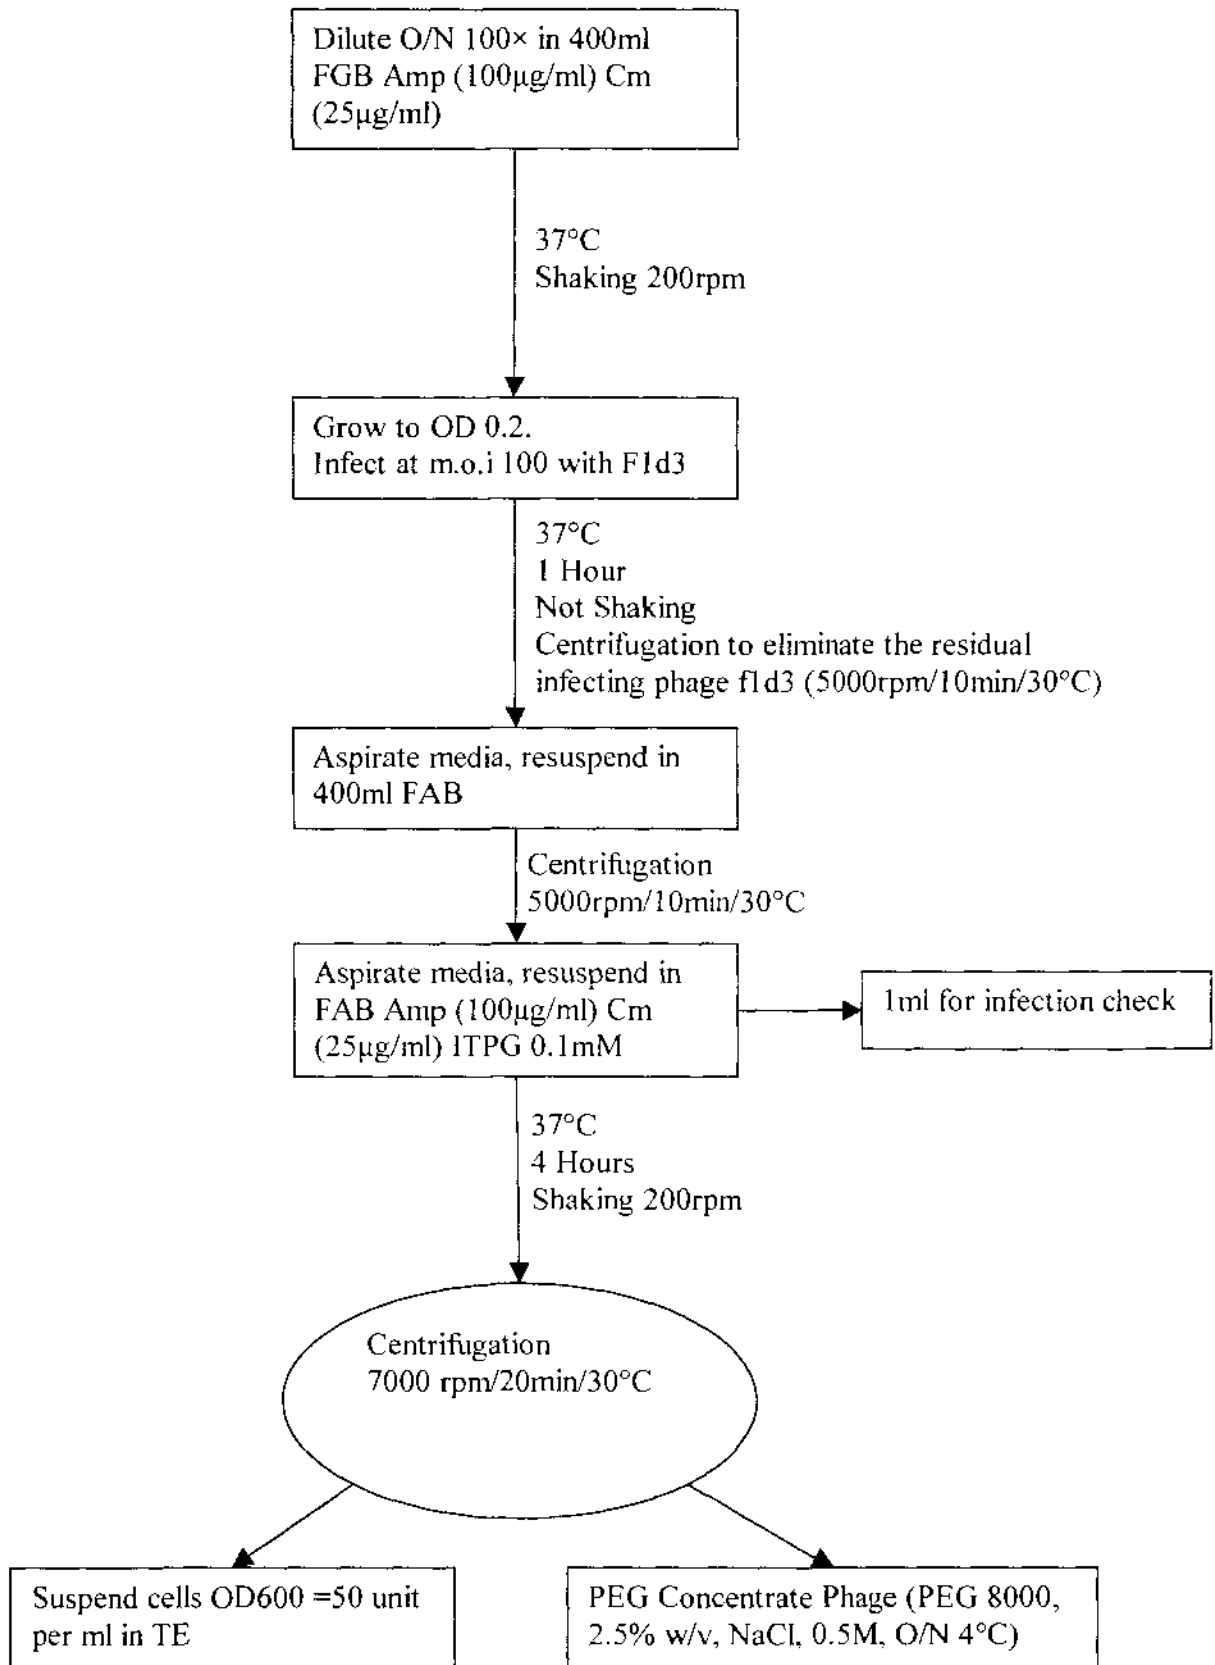 Dilute O/N 100× in 400ml
FGB Amp (100µg/ml) Cm
(25µg/ml)
37°C
Shaking 200rpm
Grow to OD 0.2.
Infect at m.o.i 100 with F1d3
37°C
1 Hour
Not Shaking
Centrifugation to eliminate the residual
infecting phage f1d3 (5000rpm/10min/30°C)
Aspirate media, resuspend in
400ml FAB
Centrifugation
5000rpm/10min/30°C
Aspirate media, resuspend in
FAB Amp (100µg/ml) Cm
(25µg/ml) ITPG 0.1mM
1ml for infection check
37°C
4 Hours
Shaking 200rpm
Centrifugation
7000 rpm/20min/30°C
Suspend cells OD600 =50 unit
per ml in TE
PEG Concentrate Phage (PEG 8000,
2.5% w/v, NaCl, 0.5M, O/N 4°C)